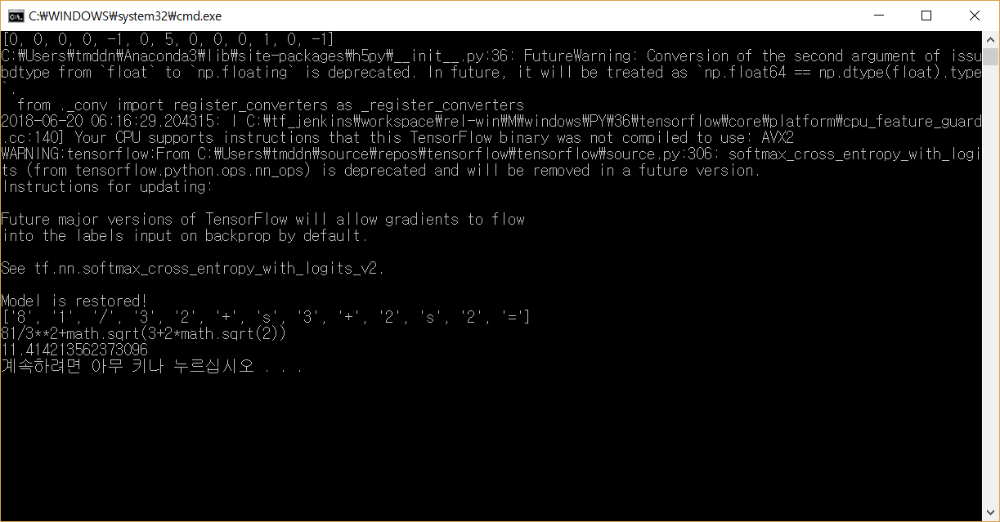 C:₩WINDOWS₩system32₩cmd.exe
[0, 0, 0, 0, -1, 0, 5, 0, 0, 0, 1, 0, -1]
C:₩Users₩tmddn₩Anaconda3₩lib₩site-packages₩h5py₩__init__.py:36: FutureWarning: Conversion of the second argument of issu
bdtype from `float` to `np.floating` is deprecated. In future, it will be treated as `np.float64 == np.dtype(float).type
`.
from ._conv import register_converters as _register_converters
2018-06-20 06:16:29.204315: I C:₩tf_jenkins₩workspace₩rel-win₩M₩windows₩PY₩36₩tensorflow₩core₩platform₩cpu_feature_guard
.cc:140] Your CPU supports instructions that this TensorFlow binary was not compiled to use: AVX2
WARNING:tensorflow:From C:₩Users₩tmddn₩source₩repos₩tensorflow₩tensorflow₩source.py:306: softmax_cross_entropy_with_logi
ts (from tensorflow.python.ops.nn_ops) is deprecated and will be removed in a future version.
Instructions for updating:
Future major versions of TensorFlow will allow gradients to flow
into the labels input on backprop by default.
See tf.nn.softmax_cross_entropy_with_logits_v2.
Model is restored!
['8', '1', '/', '3', '2', '+', 's', '3', '+', '2', 's', '2', '=']
81/3**2+math.sqrt(3+2*math.sqrt(2))
11.414213562373096
계속하려면 아무 키나 누르십시오 . . .